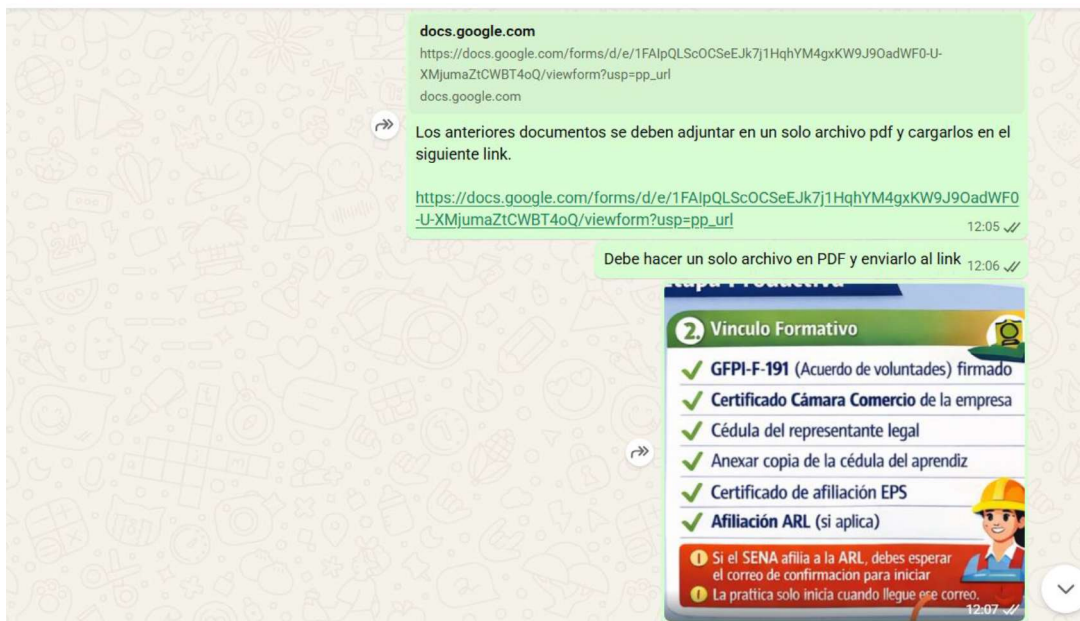 docs.google.com
https://docs.google.com/forms/d/e/1FAIpQLScOCSeEJk7j1HqhYM4gxKW9J9OadWF0-U-
XMjumaZtCWBT4oQ/viewform?usp=pp_url
docs.google.com
Los anteriores documentos se deben adjuntar en un solo archivo pdf y cargarlos en el
siguiente link.
https://docs.google.com/forms/d/e/1FAIpQLScOCSeEJk7j1HqhYM4gxKW9J9OadWF0
-U-XMjumaZtCWBT4oQ/viewform?usp=pp_url
12:05
Debe hacer un solo archivo en PDF y enviarlo al link 12:06
2. Vinculo Formativo
GFPI-F-191 (Acuerdo de voluntades) firmado
Certificado Cámara Comercio de la empresa
Cédula del representante legal
Anexar copia de la cédula del aprendiz
Certificado de afiliación EPS
Afiliación ARL (si aplica)
Si el SENA afilia a la ARL, debes esperar
el correo de confirmacion para iniciar
La prattica solo inicia cuando llegue ese correo.
12:07